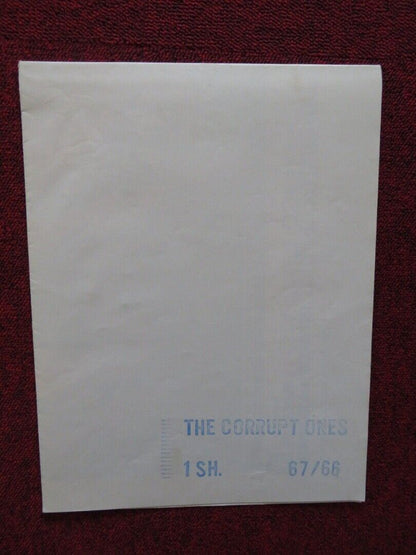 THE CORRUPT ONES
1 SH. 67/66